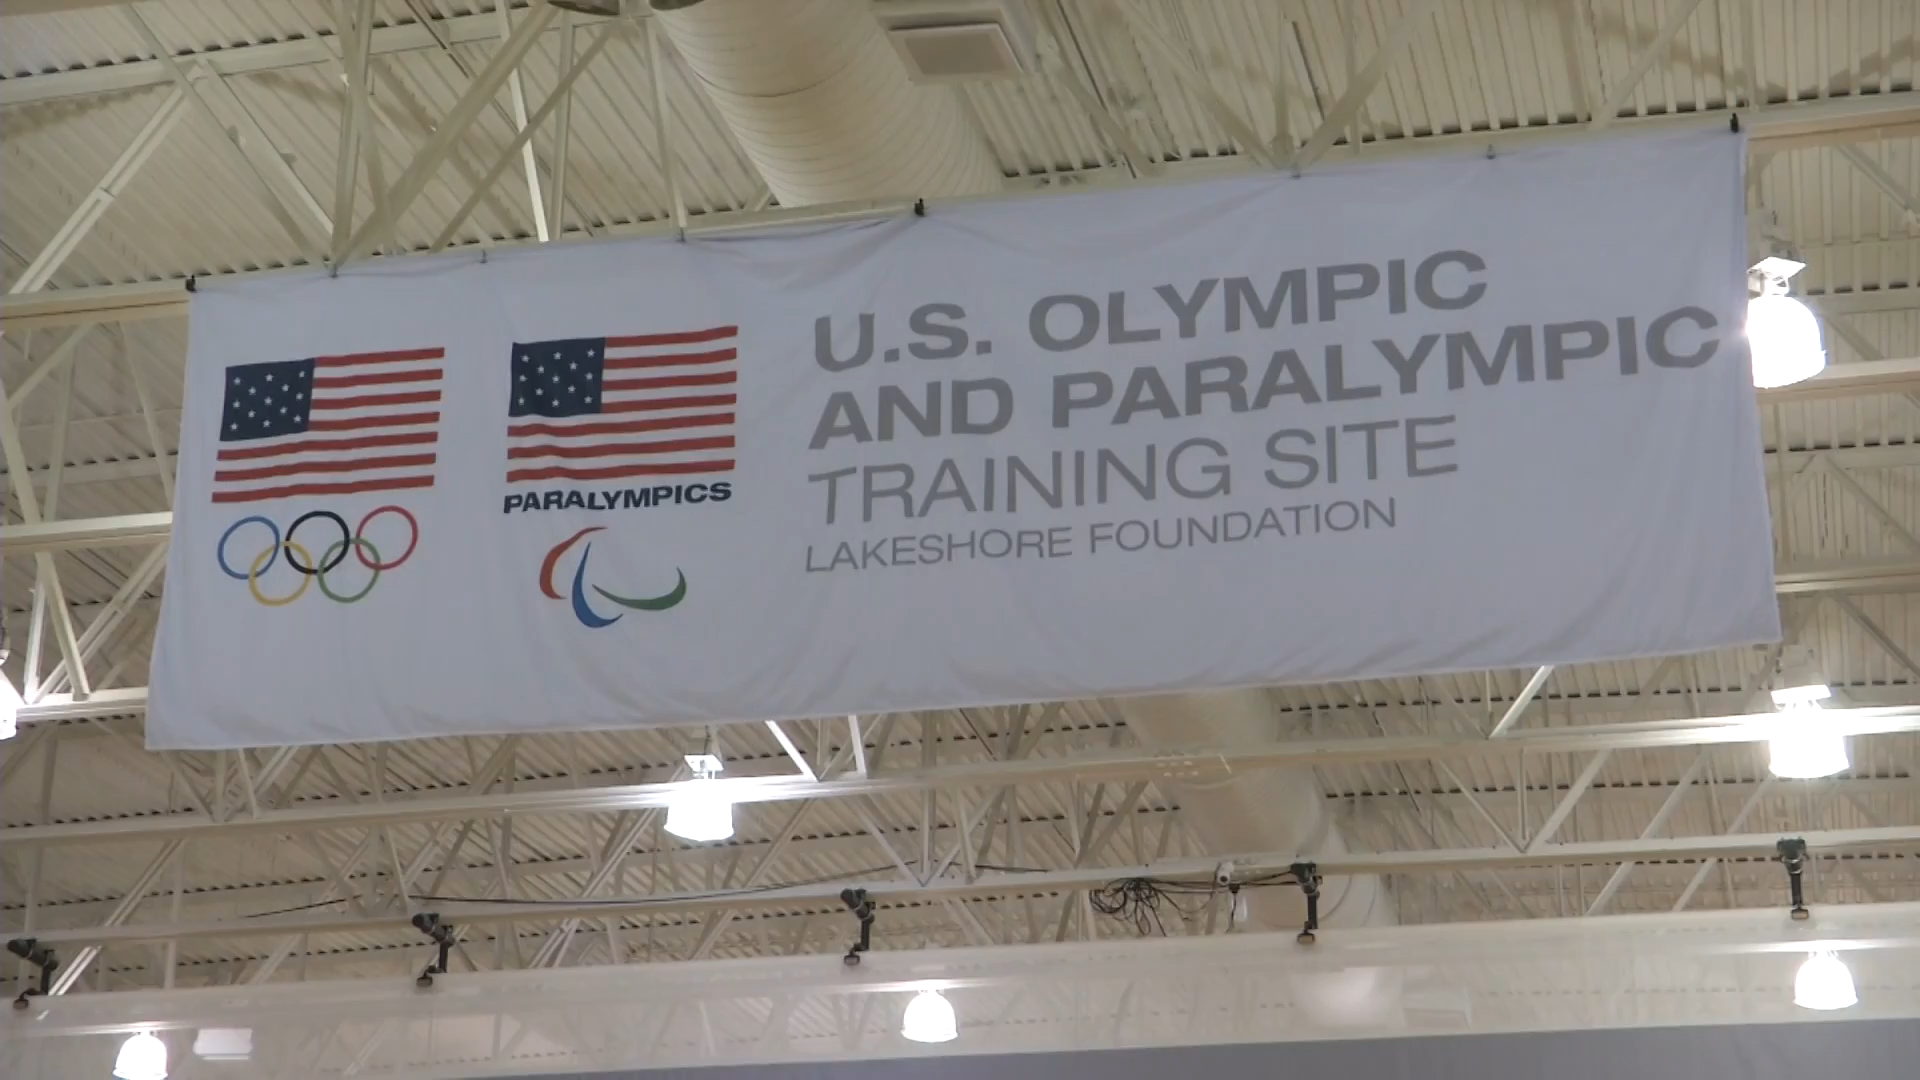 PARALYMPICS
U.S. OLYMPIC
AND PARALYMPIC
TRAINING SITE
LAKESHORE FOUNDATION